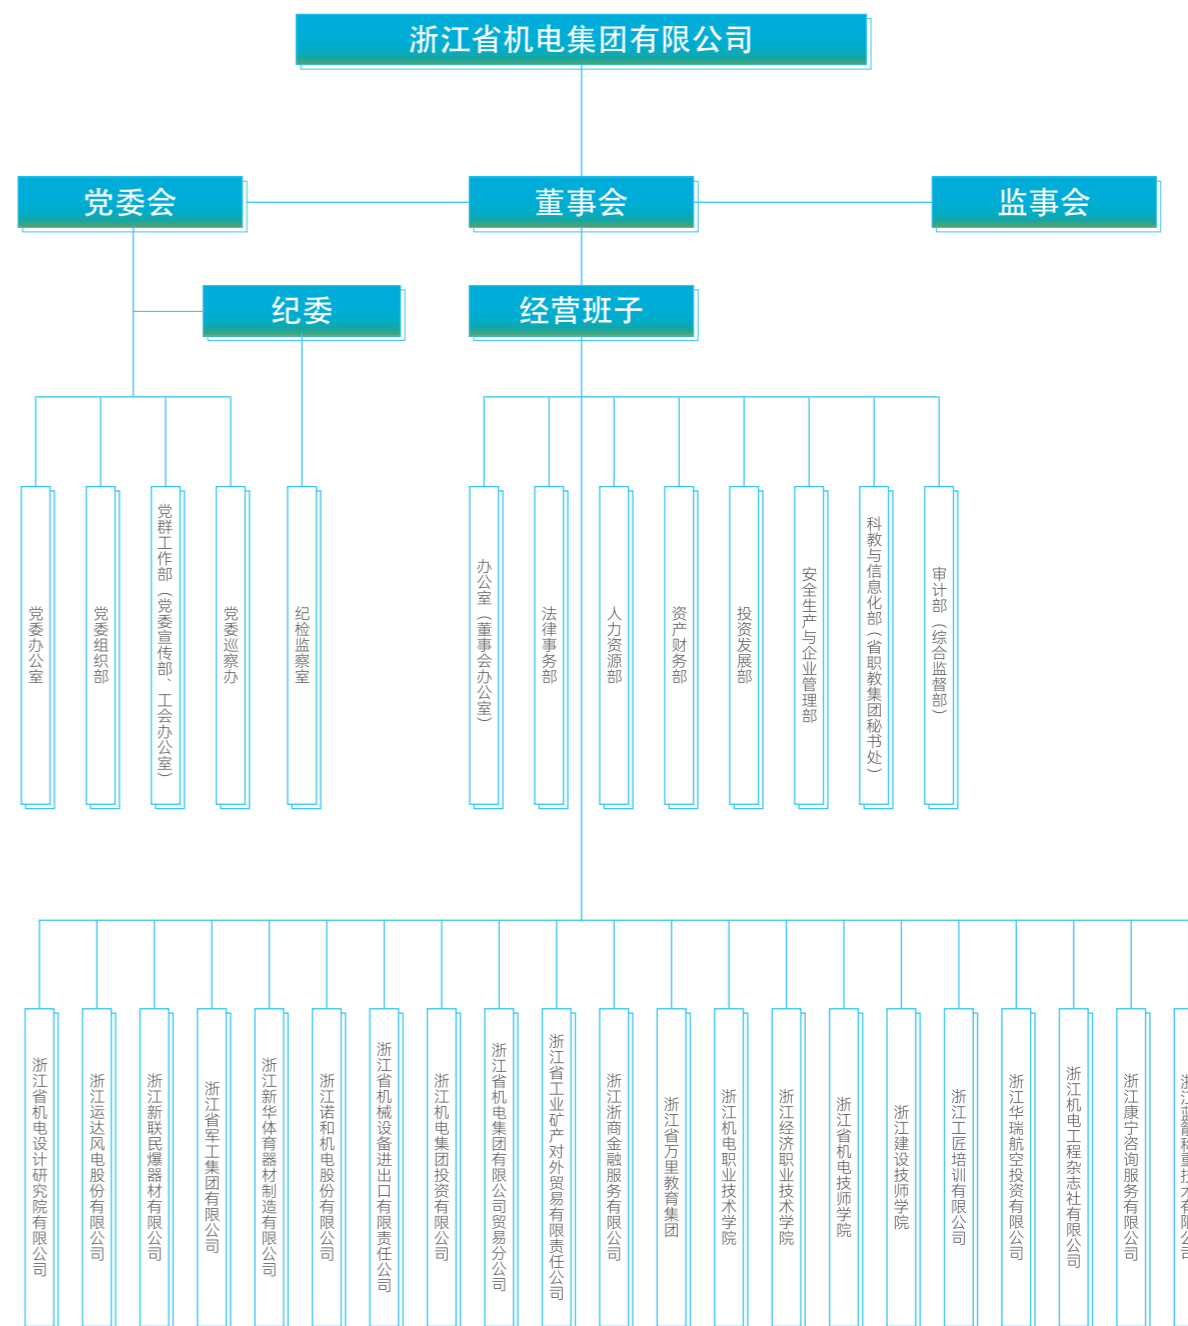 浙江省机电集团有限公司
党委会
董事会
监事会
纪委
经营班子
党委办公室
党委组织部
党群工作部（党委宣传部、工会办公室）
党委巡察办
纪检监察室
办公室（董事会办公室）
法律事务部
人力资源部
资产财务部
投资发展部
安全生产与企业管理部
科教与信息化部（省职教集团秘书处）
审计部（综合监督部）
浙江省机电设计研究院有限公司
浙江运达风电股份有限公司
浙江新联民爆器材有限公司
浙江省军工集团有限公司
浙江新华体育器材制造有限公司
浙江诺和机电股份有限公司
浙江省机械设备进出口有限责任公司
浙江机电集团投资有限公司
浙江省机电集团有限公司贸易分公司
浙江省工业矿产对外贸易有限责任公司
浙江浙商金融服务有限公司
浙江省万里教育集团
浙江机电职业技术学院
浙江经济职业技术学院
浙江省机电技师学院
浙江建设技师学院
浙江工匠培训有限公司
浙江华瑞航空投资有限公司
浙江机电工程杂志社有限公司
浙江康宁咨询服务有限公司